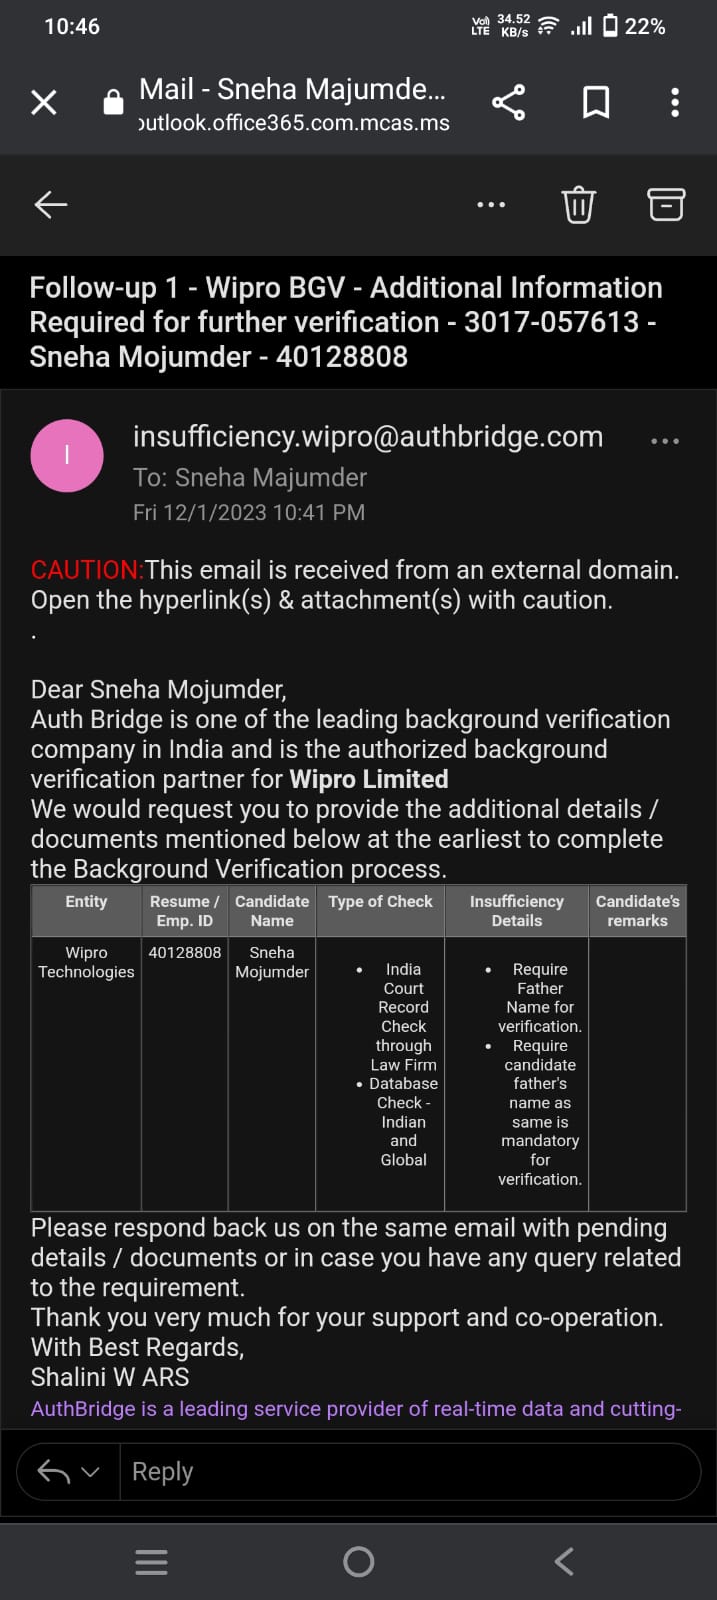 10:46
Vo)) LTE 34.52 KB/s 22%
Mail - Sneha Majumde...
outlook.office365.com.mcas.ms
Follow-up 1 - Wipro BGV - Additional Information
Required for further verification - 3017-057613 -
Sneha Mojumder - 40128808
I
insufficiency.wipro@authbridge.com
To: Sneha Majumder
Fri 12/1/2023 10:41 PM
CAUTION:This email is received from an external domain.
Open the hyperlink(s) & attachment(s) with caution.
.
Dear Sneha Mojumder,
Auth Bridge is one of the leading background verification
company in India and is the authorized background
verification partner for Wipro Limited
We would request you to provide the additional details /
documents mentioned below at the earliest to complete
the Background Verification process.
Entity
Resume /
Emp. ID
Candidate
Name
Type of Check
Insufficiency
Details
Candidate's
remarks
Wipro
Technologies
40128808
Sneha
Mojumder
• India
Court
Record
Check
through
Law Firm
• Database
Check -
Indian
and
Global
• Require
Father
Name for
verification.
• Require
candidate
father's
name as
same is
mandatory
for
verification.
Please respond back us on the same email with pending
details / documents or in case you have any query related
to the requirement.
Thank you very much for your support and co-operation.
With Best Regards,
Shalini W ARS
AuthBridge is a leading service provider of real-time data and cutting-
Reply